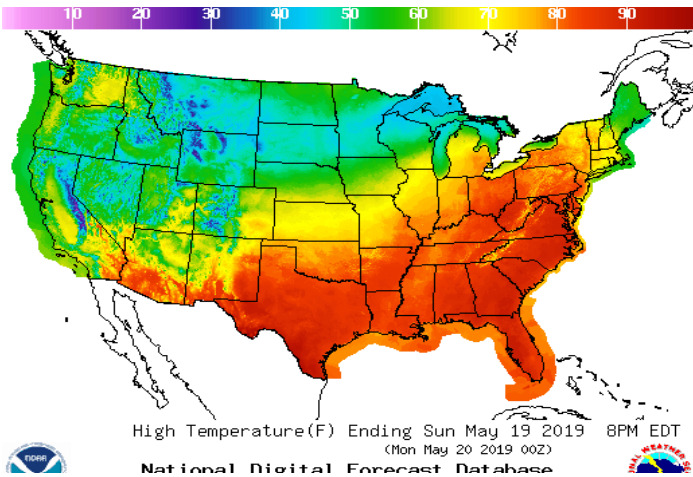 10 20 30 40 50 60 70 80 90
High Temperature(F) Ending Sun May 19 2019 8PM EDT
(Mon May 20 2019 00Z)
National Digital Forecast Database
NOAA